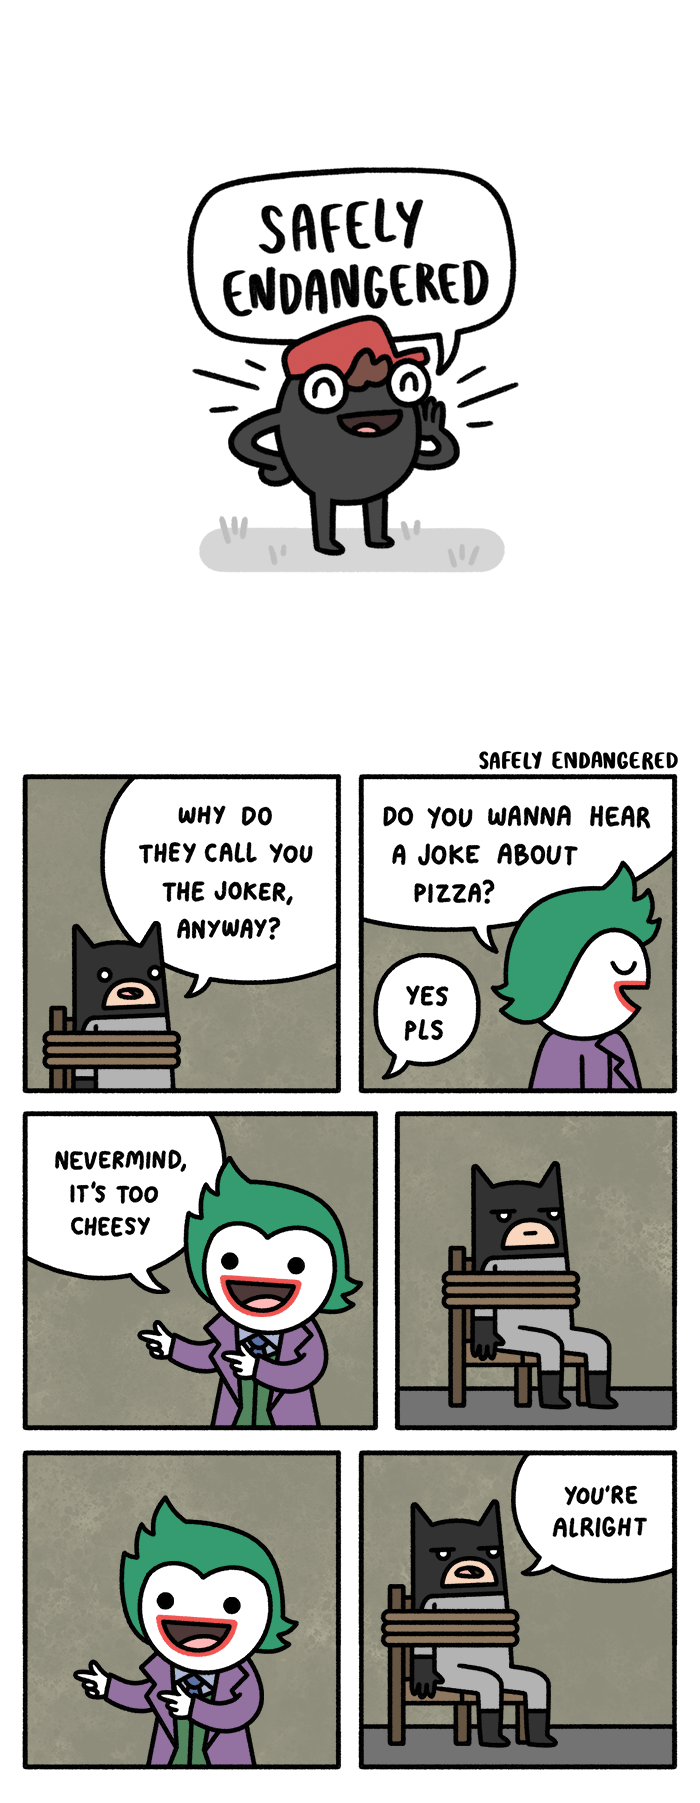 SAFELY
ENDANGERED
SAFELY ENDANGERED
WHY DO
THEY CALL YOU
THE JOKER,
ANYWAY?
DO YOU WANNA HEAR
A JOKE ABOUT
PIZZA?
YES
PLS
NEVERMIND,
IT'S TOO
CHEESY
YOU'RE
ALRIGHT